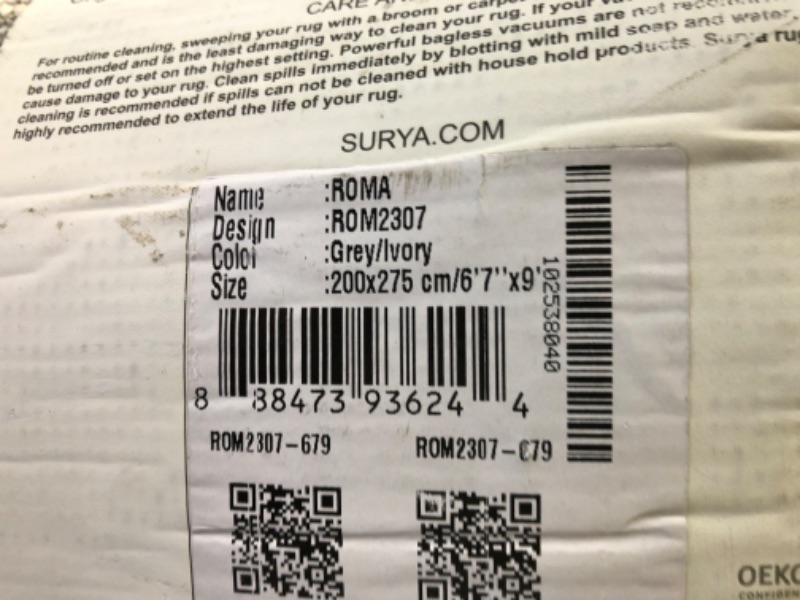 CARE
For routine cleaning, sweeping your rug with a broom or carpet
recommended and is the least damaging way to clean your rug. If your
be turned off or set on the highest setting. Powerful bagless vacuums are not
cause damage to your rug. Clean spills immediately by blotting with mild soap and water.
cleaning is recommended if spills can not be cleaned with house hold products. Surya
highly recommended to extend the life of your rug.
SURYA.COM
Name :ROMA
Design :ROM2307
Color :Grey/Ivory
Size :200x275 cm/6'7''x9'
102538040
8 88473 93624 4
ROM2307-679 ROM2307-679
OEKO